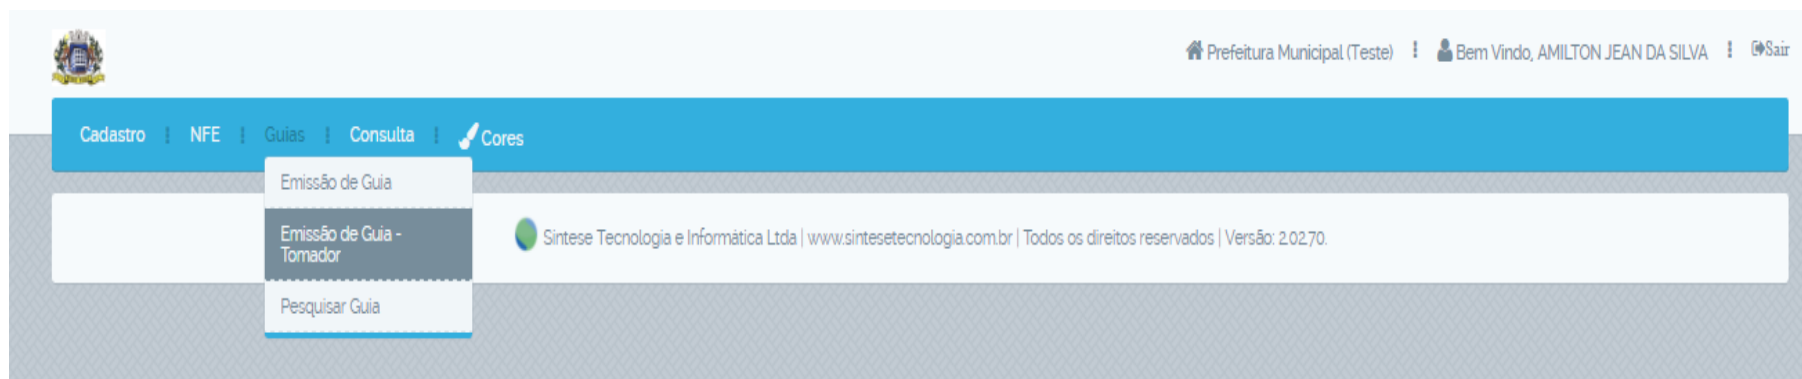 Prefeitura Municipal (Teste) Bem Vindo, AMILTON JEAN DA SILVA Sair
Cadastro NFE Guias Consulta Cores
Emissão de Guia
Emissão de Guia -
Tomador
Pesquisar Guia
Sintese Tecnologia e Informática Ltda | www.sintesetecnologia.com.br | Todos os direitos reservados | Versão: 2.02.70.